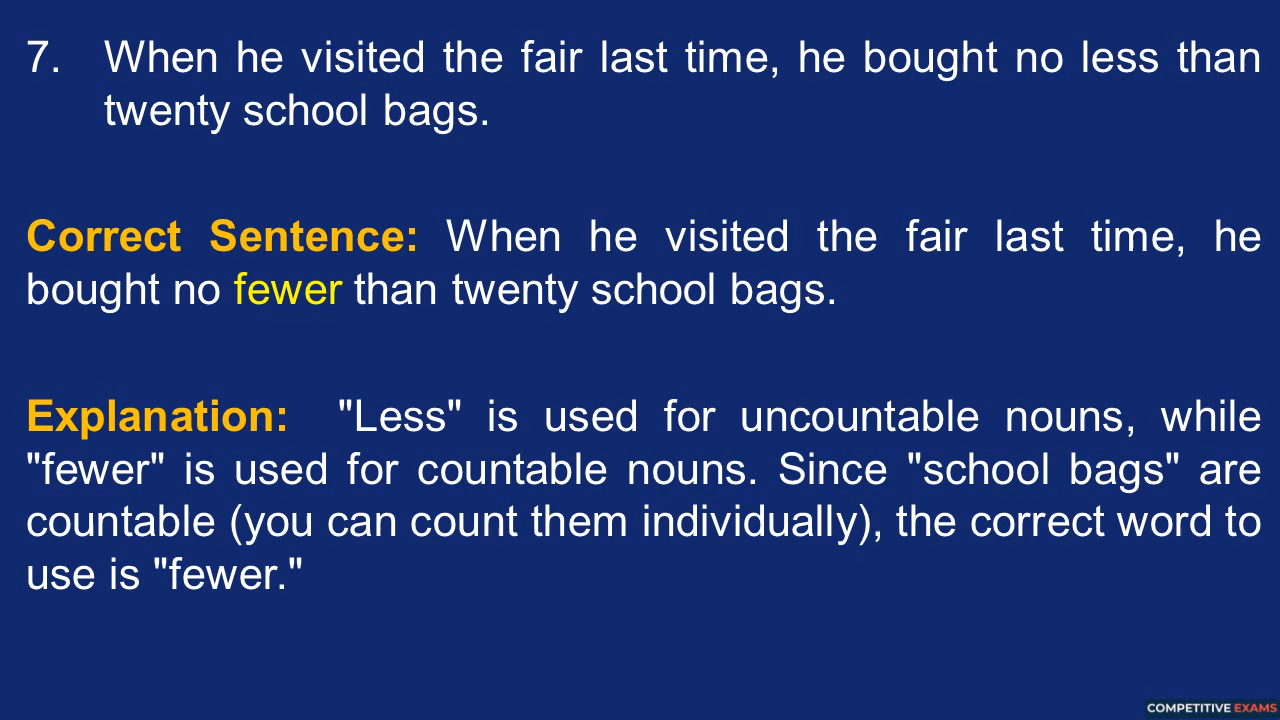 7. When he visited the fair last time, he bought no less than
twenty school bags.
Correct Sentence: When he visited the fair last time, he
bought no fewer than twenty school bags.
Explanation: "Less" is used for uncountable nouns, while
"fewer" is used for countable nouns. Since "school bags" are
countable (you can count them individually), the correct word to
use is "fewer."
COMPETITIVE EXAMS